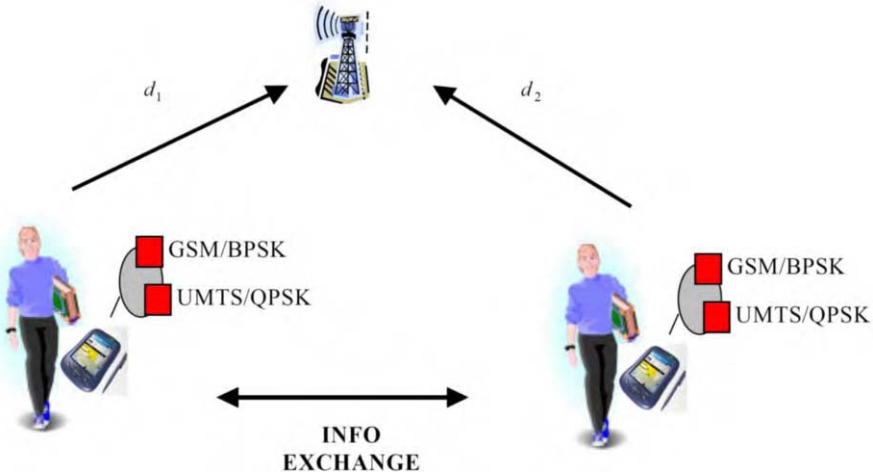 d₁
d₂
GSM/BPSK
UMTS/QPSK
GSM/BPSK
UMTS/QPSK
INFO
EXCHANGE